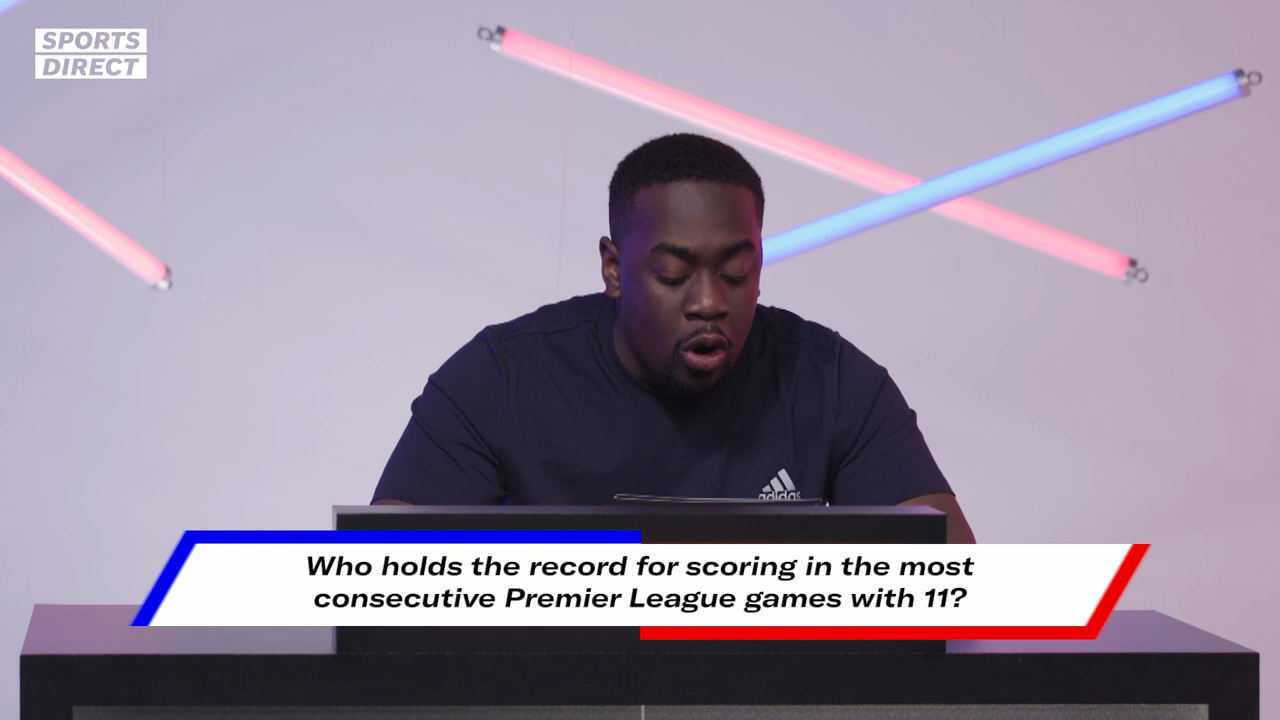 SPORTS
DIRECT
adidas
Who holds the record for scoring in the most
consecutive Premier League games with 11?